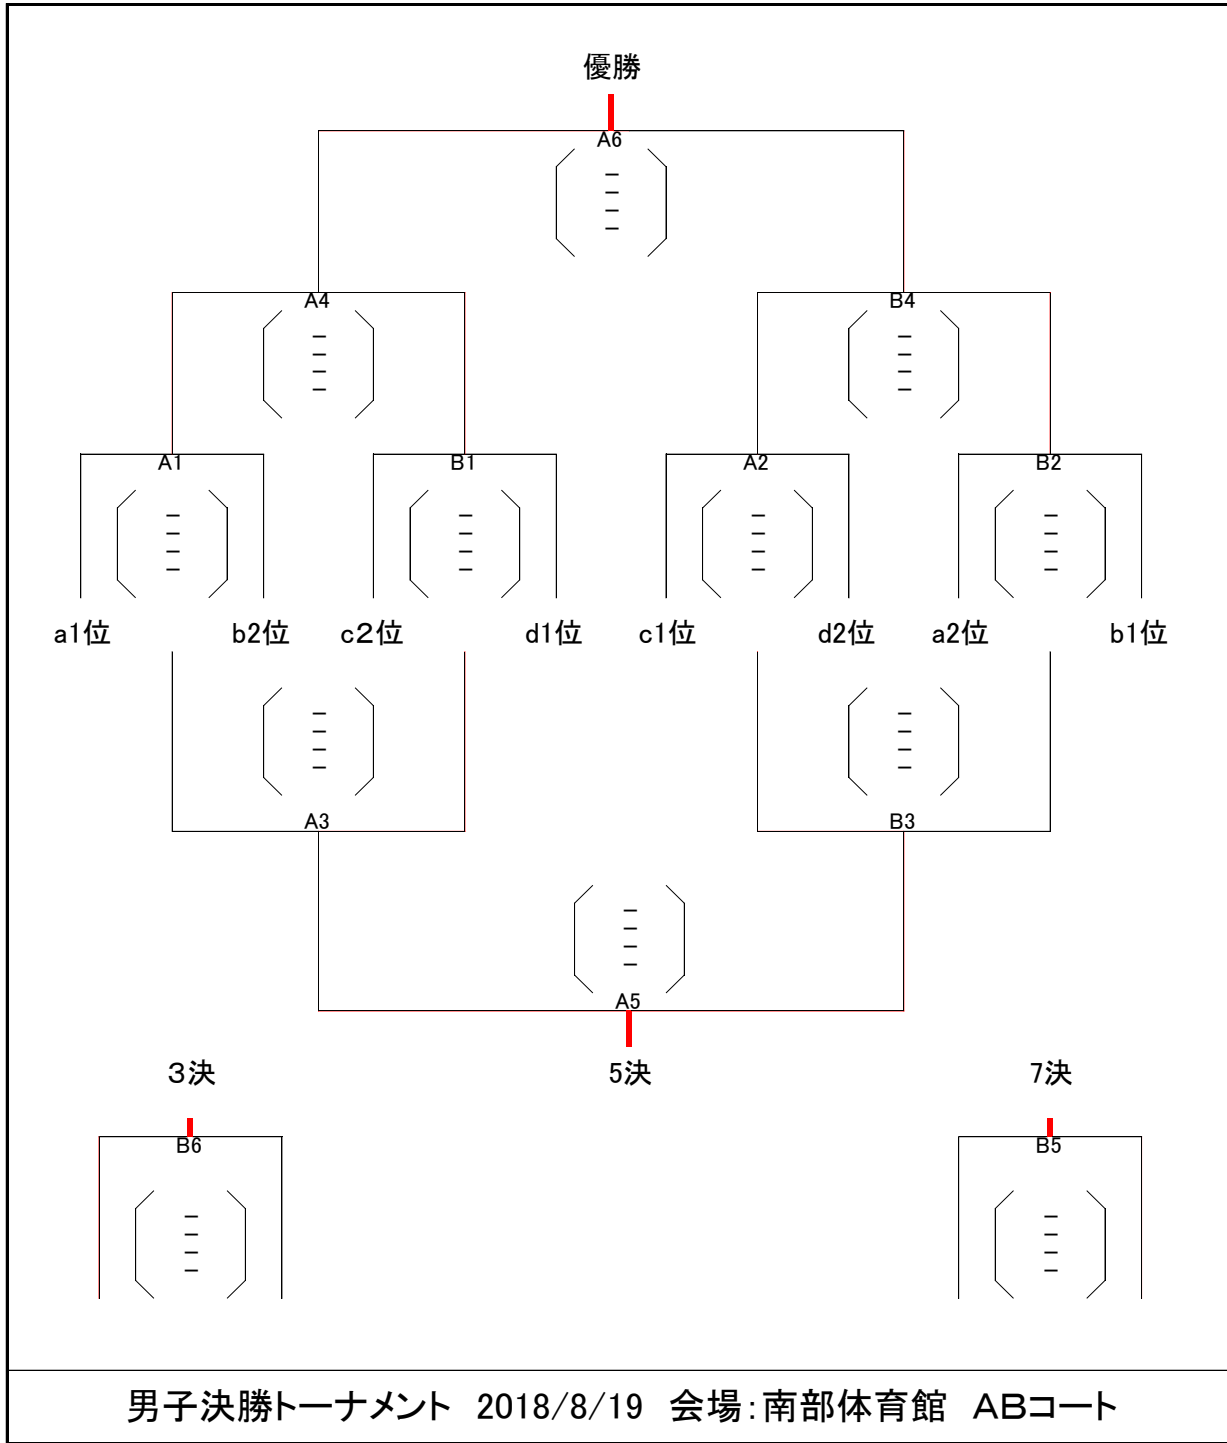 優勝
A6
A4 B4
A1 B1 A2 B2
a1位 b2位 c２位 d1位 c1位 d2位 a2位 b1位
A3 B3
A5
３決 5決 7決
B6 B5
男子決勝トーナメント 2018/8/19 会場：南部体育館 ＡＢコート